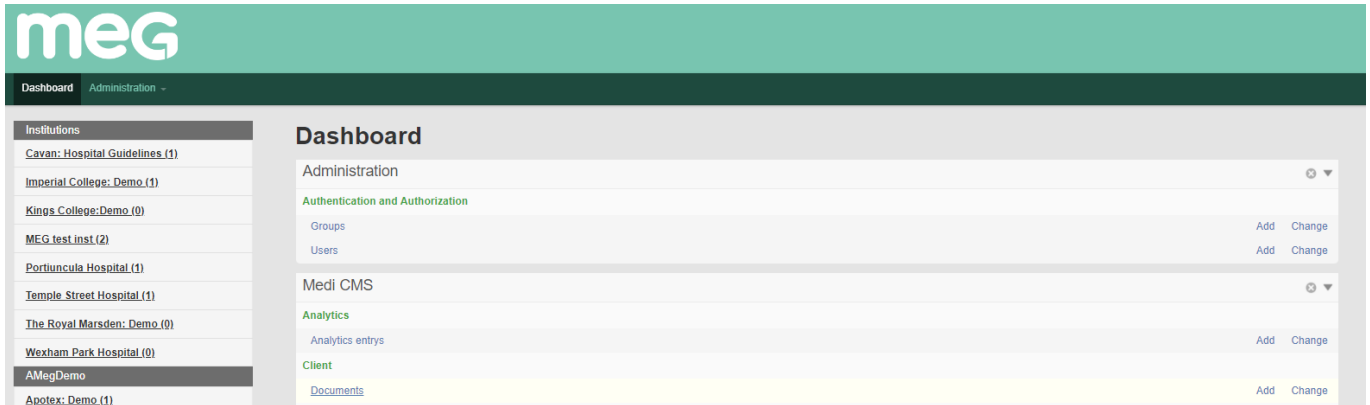 meG
Dashboard Administration
Institutions
Cavan: Hospital Guidelines (1)
Imperial College: Demo (1)
Kings College:Demo (0)
MEG test inst (2)
Portiuncula Hospital (1)
Temple Street Hospital (1)
The Royal Marsden: Demo (0)
Wexham Park Hospital (0)
AMegDemo
Apotex: Demo (1)
Dashboard
Administration
Authentication and Authorization
Groups Add Change
Users Add Change
Medi CMS
Analytics
Analytics entrys Add Change
Client
Documents Add Change